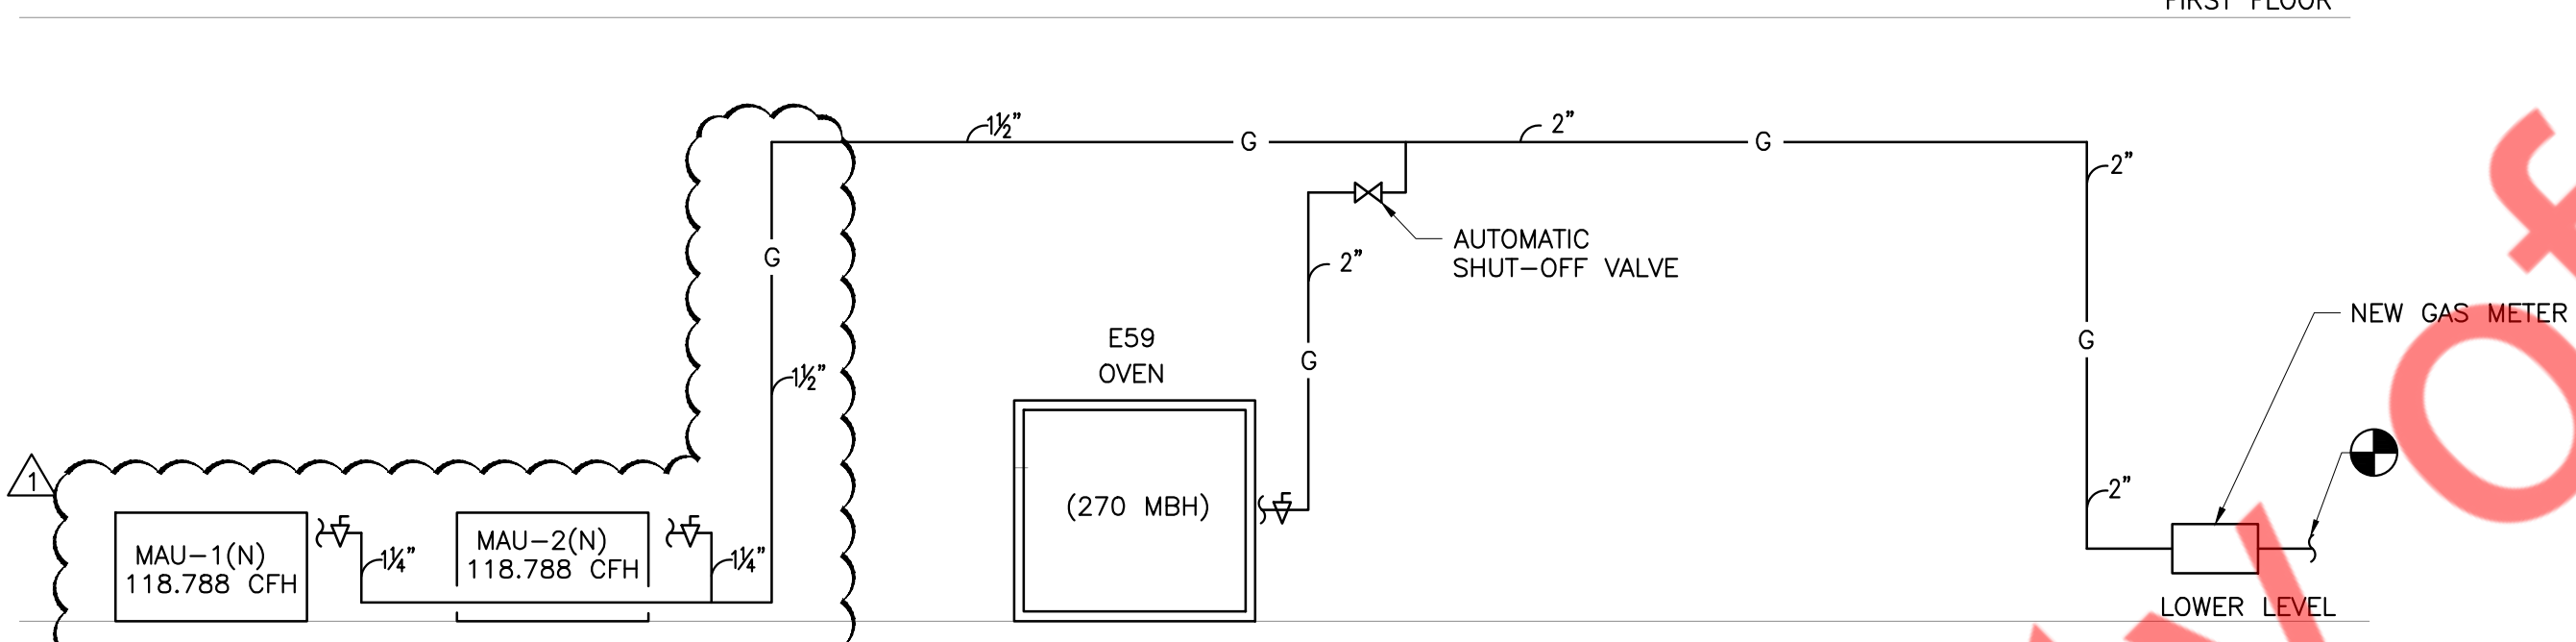 FIRST FLOOR
1½"
G
2"
G
2"
G
AUTOMATIC
SHUT-OFF VALVE
2"
G
NEW GAS METER
E59
OVEN
G
1½"
(270 MBH)
2"
1
MAU-1(N)
118.788 CFH
1¼"
MAU-2(N)
118.788 CFH
1¼"
LOWER LEVEL
of